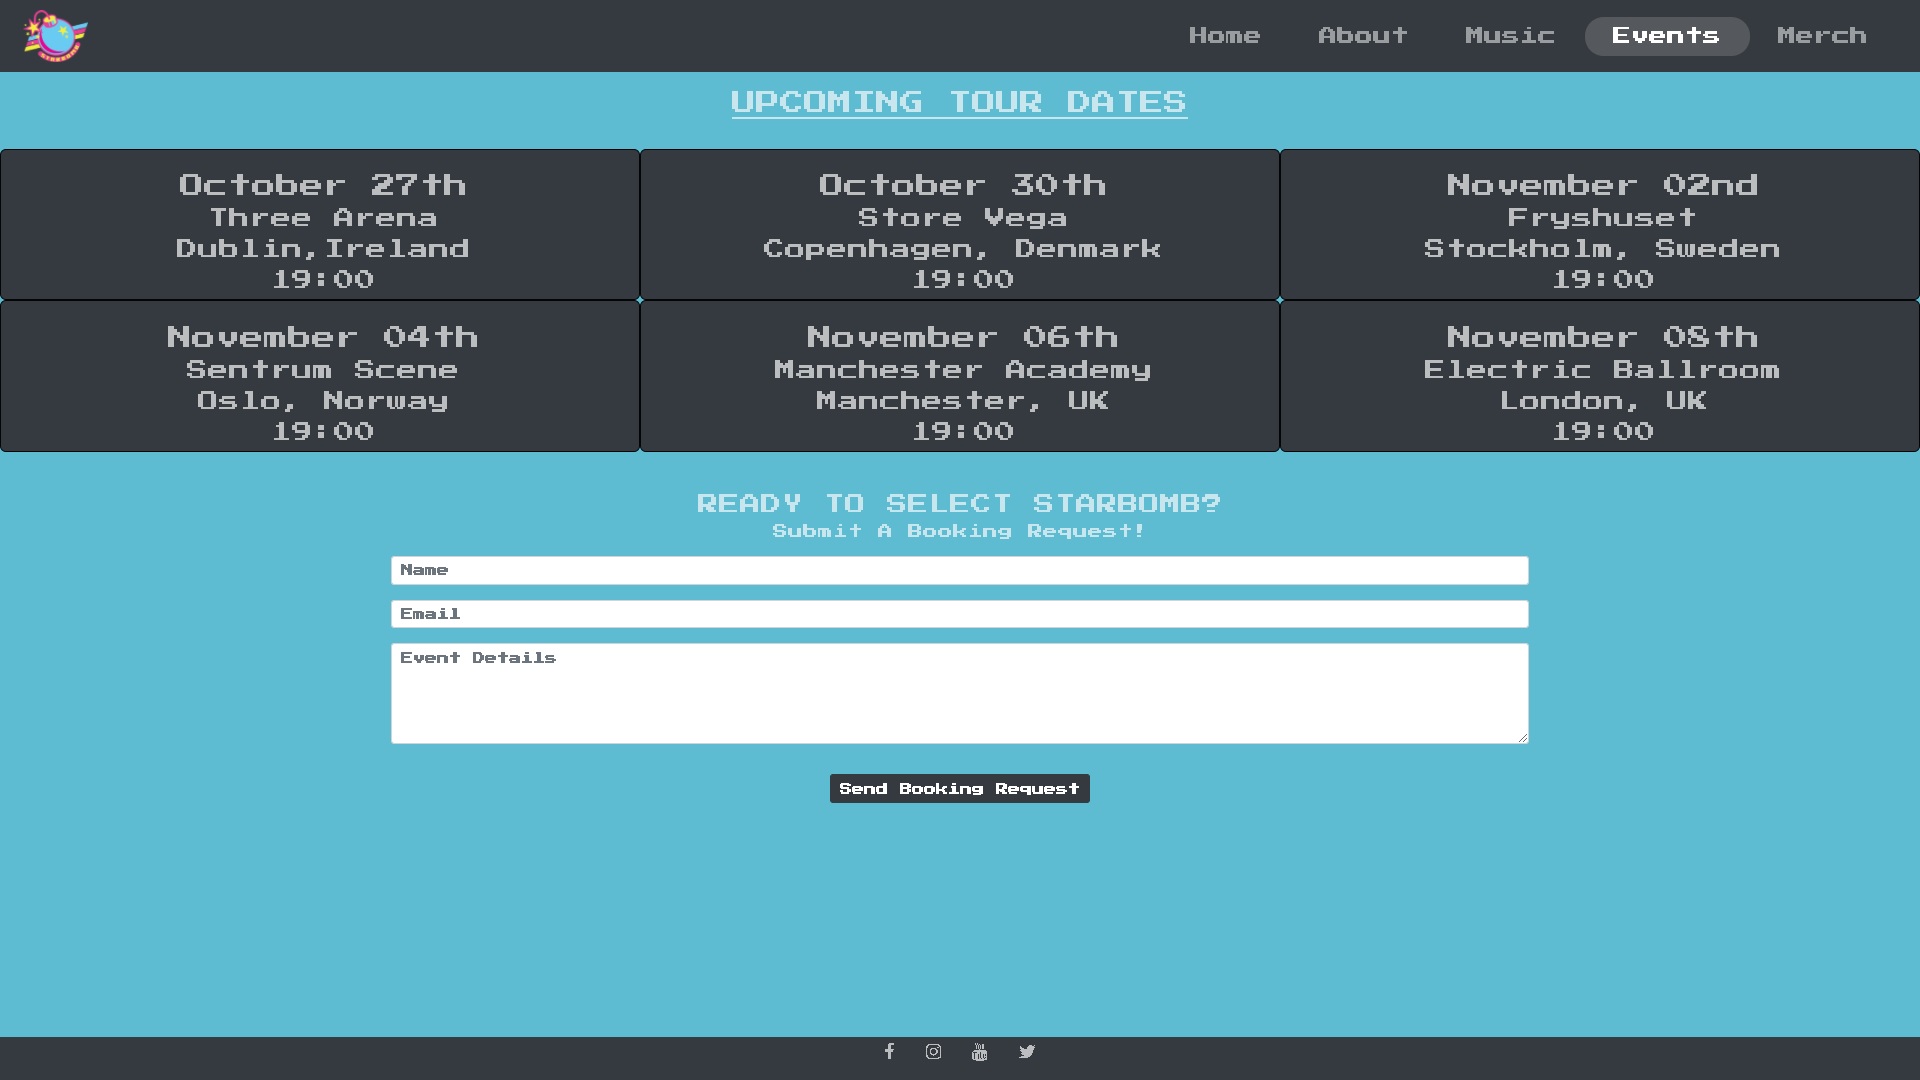 Home About Music Events Merch
UPCOMING TOUR DATES
October 27th
Three Arena
Dublin,Ireland
19:00
October 30th
Store Vega
Copenhagen, Denmark
19:00
November 02nd
Fryshuset
Stockholm, Sweden
19:00
November 04th
Sentrum Scene
Oslo, Norway
19:00
November 06th
Manchester Academy
Manchester, UK
19:00
November 08th
Electric Ballroom
London, UK
19:00
READY TO SELECT STARBOMB?
Submit A Booking Request!
Name
Email
Event Details
Send Booking Request